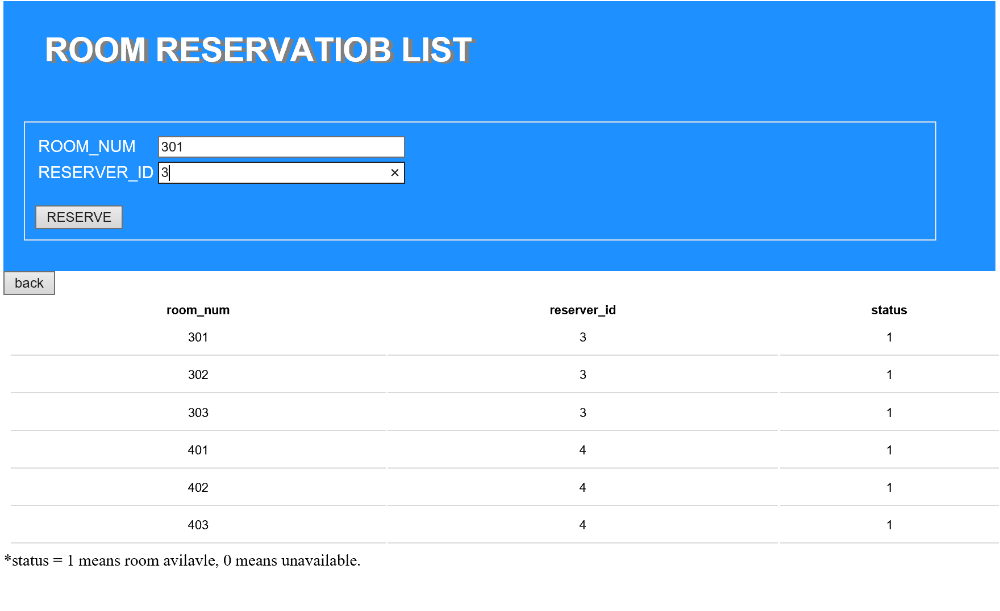 ROOM RESERVATIOB LIST
ROOM_NUM 301
RESERVER_ID 3 ×
RESERVE
back
room_num reserver_id status
301 3 1
302 3 1
303 3 1
401 4 1
402 4 1
403 4 1
*status = 1 means room avilavle, 0 means unavailable.